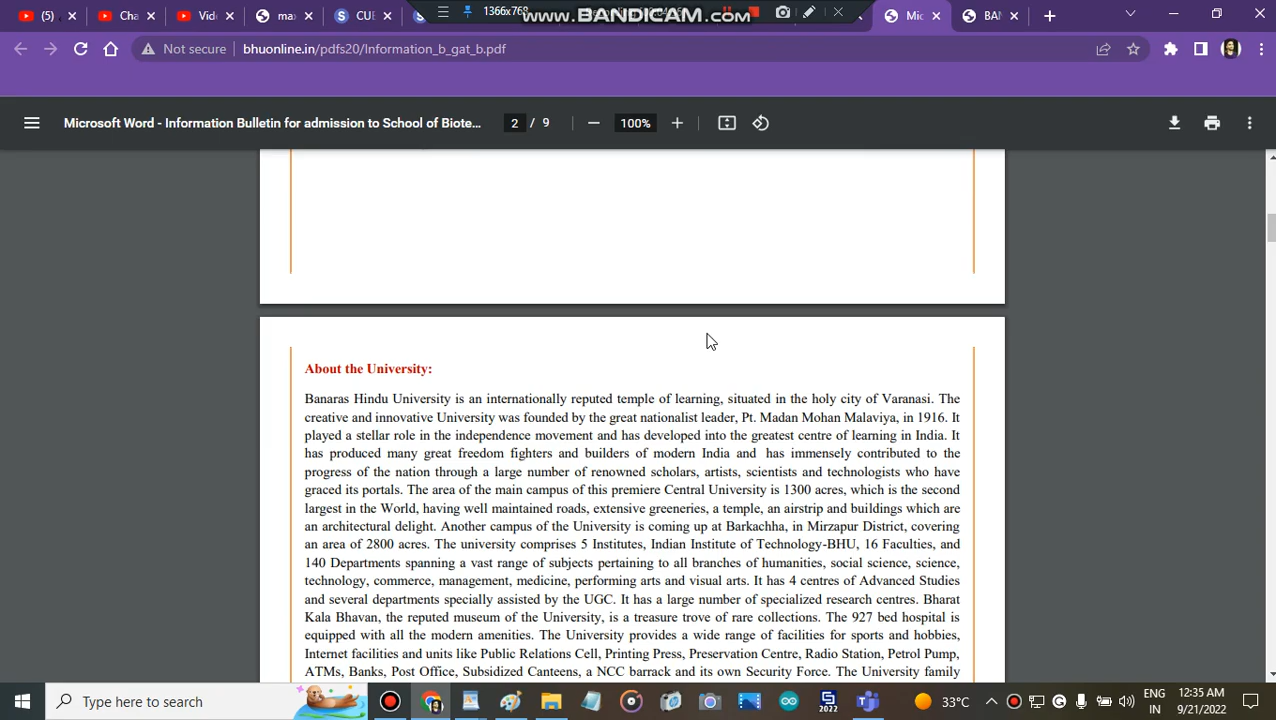 (5)
Cha
Vide
max
CUE
1366x768
www.BANDICAM.com
Mic
BAN
Not secure
bhuonline.in/pdfs20/Information_b_gat_b.pdf
Microsoft Word - Information Bulletin for admission to School of Biote...
2 / 9
100%
About the University:
Banaras Hindu University is an internationally reputed temple of learning, situated in the holy city of Varanasi. The
creative and innovative University was founded by the great nationalist leader, Pt. Madan Mohan Malaviya, in 1916. It
played a stellar role in the independence movement and has developed into the greatest centre of learning in India. It
has produced many great freedom fighters and builders of modern India and has immensely contributed to the
progress of the nation through a large number of renowned scholars, artists, scientists and technologists who have
graced its portals. The area of the main campus of this premiere Central University is 1300 acres, which is the second
largest in the World, having well maintained roads, extensive greeneries, a temple, an airstrip and buildings which are
an architectural delight. Another campus of the University is coming up at Barkachha, in Mirzapur District, covering
an area of 2800 acres. The university comprises 5 Institutes, Indian Institute of Technology-BHU, 16 Faculties, and
140 Departments spanning a vast range of subjects pertaining to all branches of humanities, social science, science,
technology, commerce, management, medicine, performing arts and visual arts. It has 4 centres of Advanced Studies
and several departments specially assisted by the UGC. It has a large number of specialized research centres. Bharat
Kala Bhavan, the reputed museum of the University, is a treasure trove of rare collections. The 927 bed hospital is
equipped with all the modern amenities. The University provides a wide range of facilities for sports and hobbies,
Internet facilities and units like Public Relations Cell, Printing Press, Preservation Centre, Radio Station, Petrol Pump,
ATMs, Banks, Post Office, Subsidized Canteens, a NCC barrack and its own Security Force. The University family
Type here to search
2022
33°C
ENG
IN
12:35 AM
9/21/2022